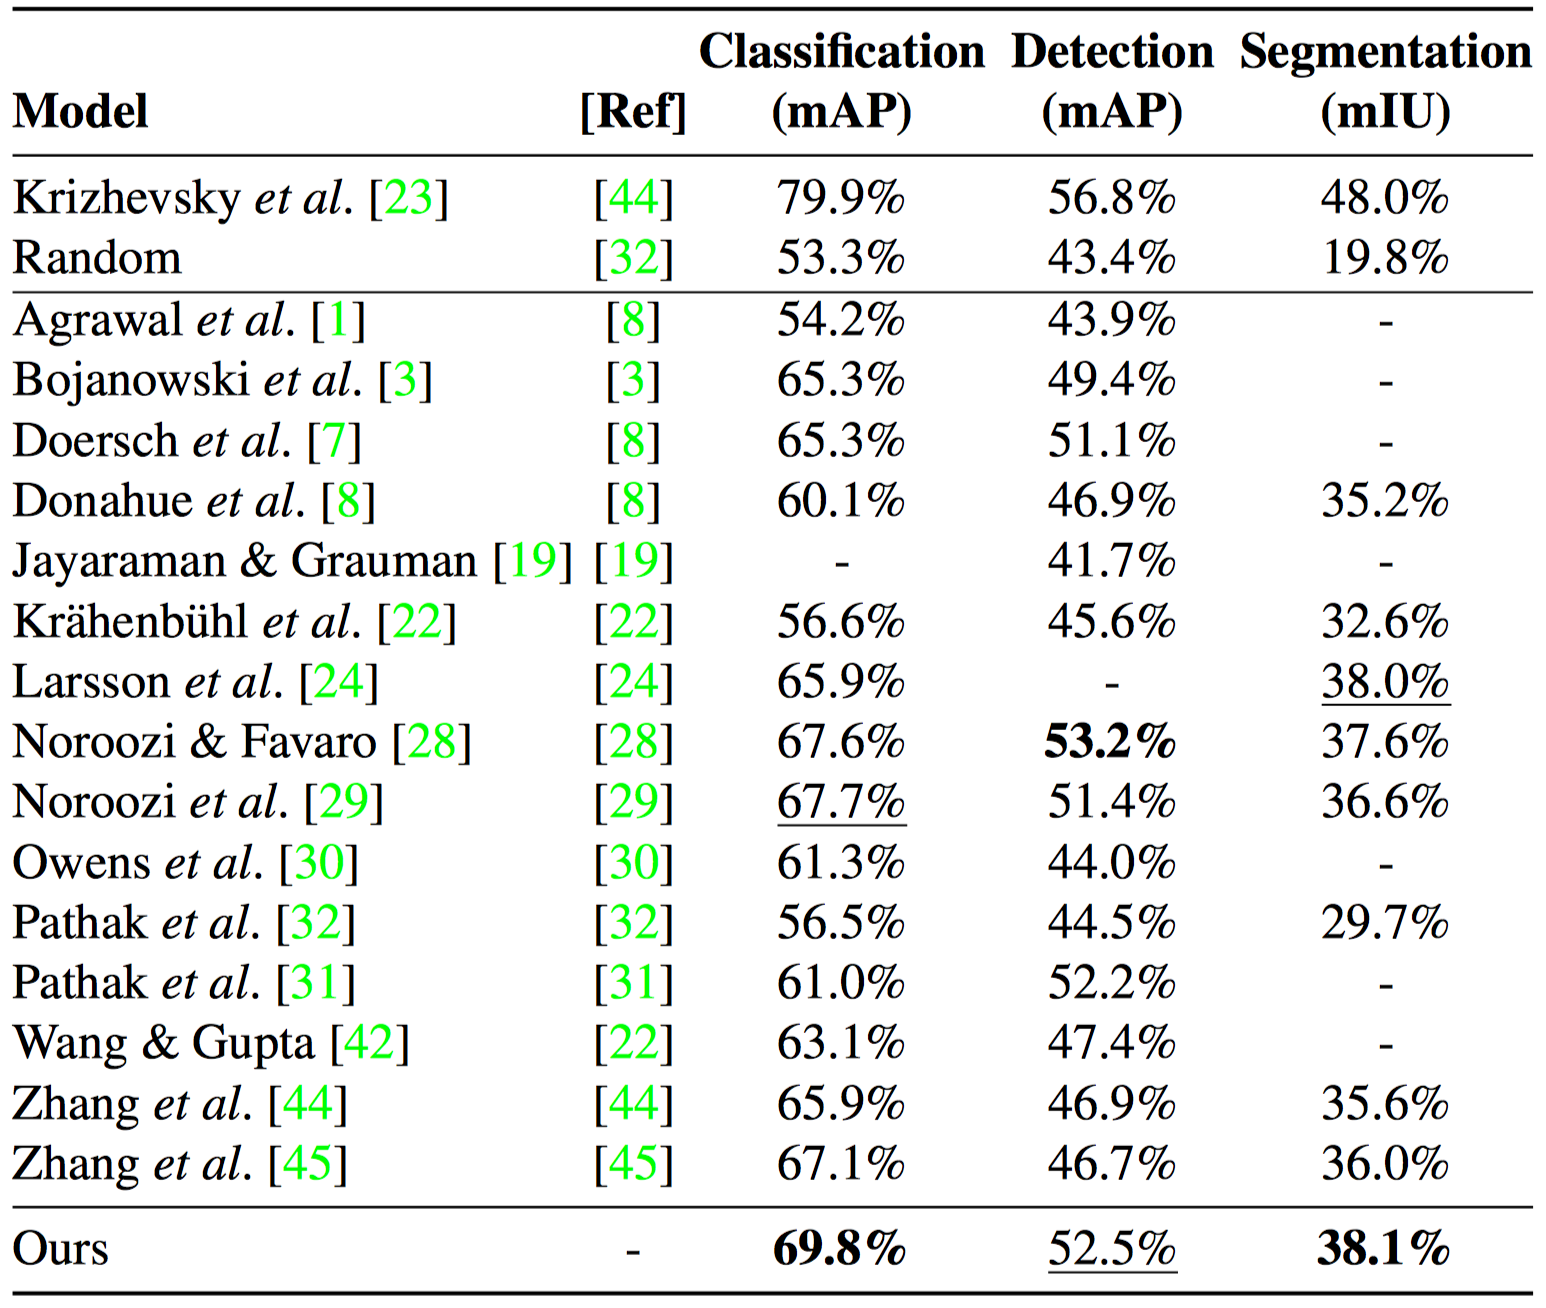 Classification Detection Segmentation
Model [Ref] (mAP) (mAP) (mIU)
Krizhevsky et al. [23] [44] 79.9% 56.8% 48.0%
Random [32] 53.3% 43.4% 19.8%
Agrawal et al. [1] [8] 54.2% 43.9% -
Bojanowski et al. [3] [3] 65.3% 49.4% -
Doersch et al. [7] [8] 65.3% 51.1% -
Donahue et al. [8] [8] 60.1% 46.9% 35.2%
Jayaraman & Grauman [19] [19] - 41.7% -
Krähenbühl et al. [22] [22] 56.6% 45.6% 32.6%
Larsson et al. [24] [24] 65.9% - 38.0%
Noroozi & Favaro [28] [28] 67.6% 53.2% 37.6%
Noroozi et al. [29] [29] 67.7% 51.4% 36.6%
Owens et al. [30] [30] 61.3% 44.0% -
Pathak et al. [32] [32] 56.5% 44.5% 29.7%
Pathak et al. [31] [31] 61.0% 52.2% -
Wang & Gupta [42] [22] 63.1% 47.4% -
Zhang et al. [44] [44] 65.9% 46.9% 35.6%
Zhang et al. [45] [45] 67.1% 46.7% 36.0%
Ours - 69.8% 52.5% 38.1%